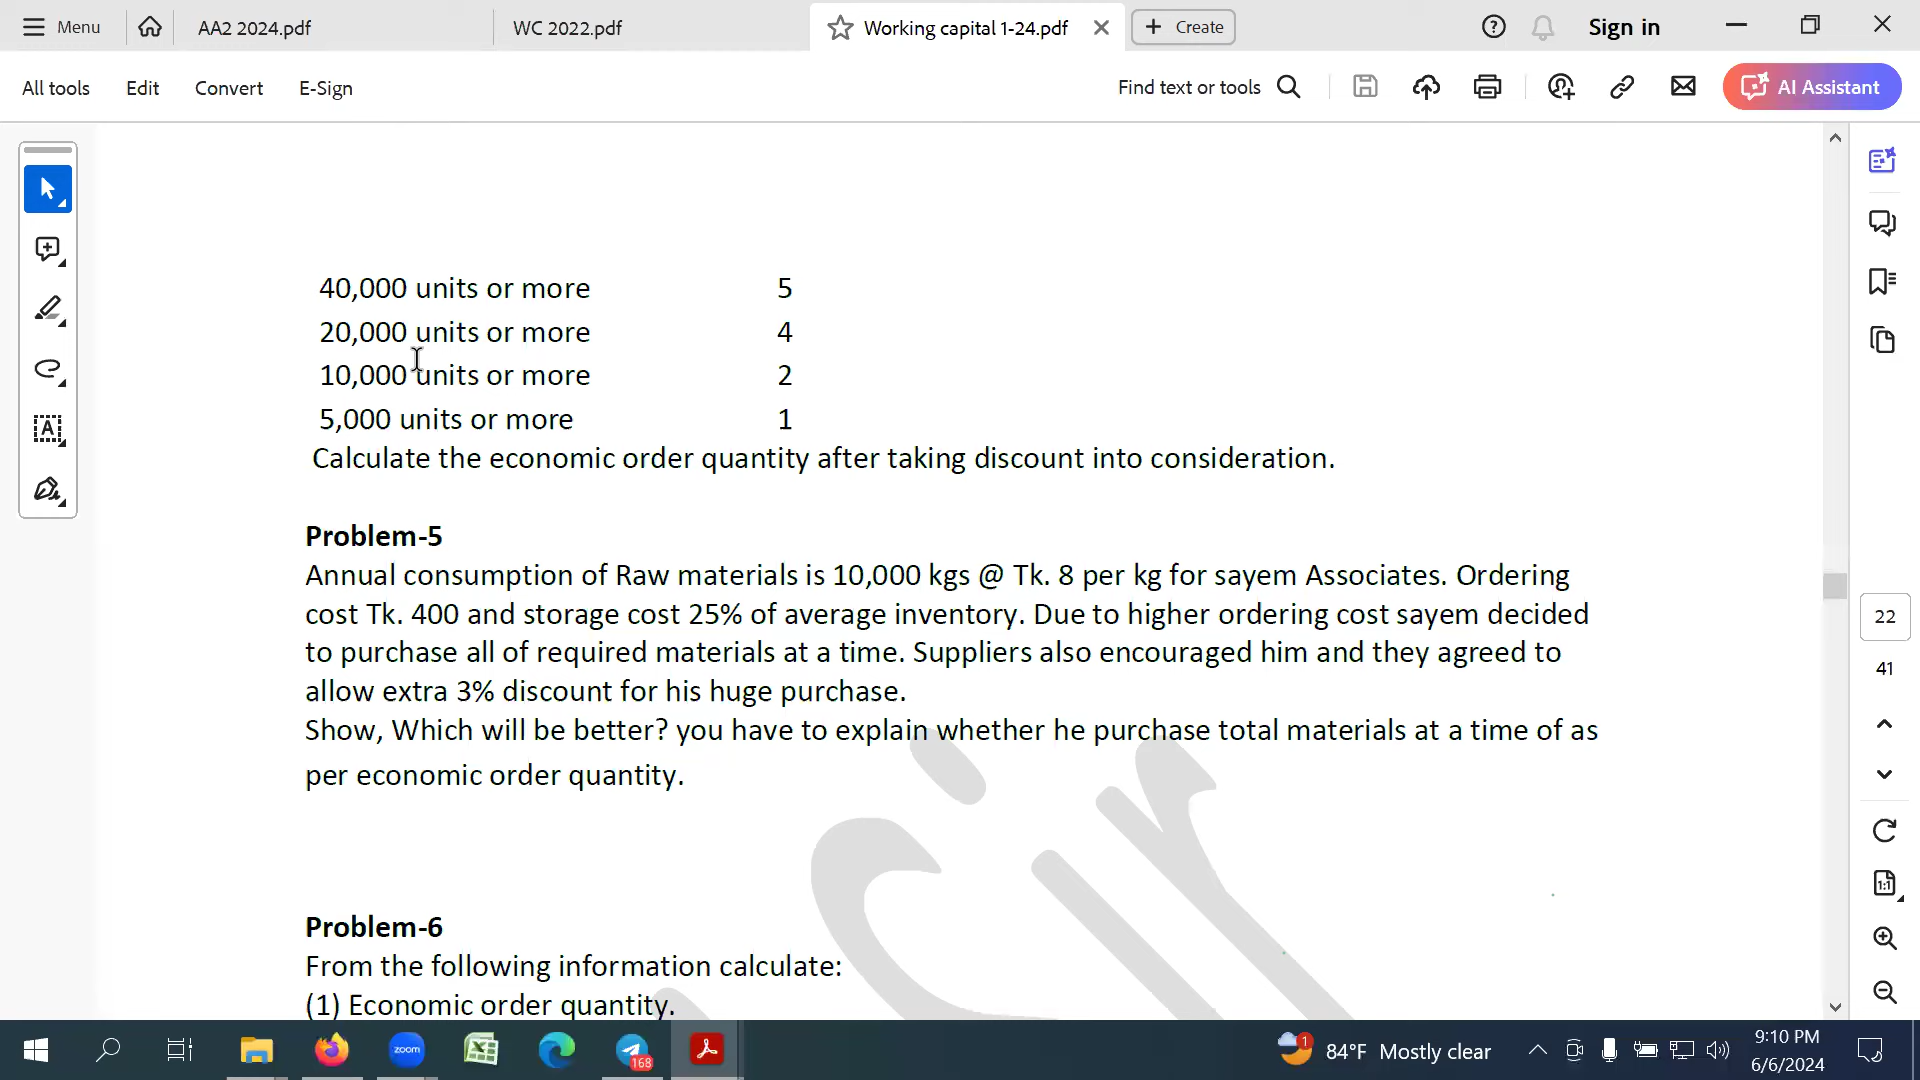 Menu
AA2 2024.pdf
WC 2022.pdf
Working capital 1-24.pdf
Create
Sign in
All tools
Edit
Convert
E-Sign
Find text or tools
AI Assistant
40,000 units or more 5
20,000 units or more 4
10,000 units or more 2
5,000 units or more 1
Calculate the economic order quantity after taking discount into consideration.
Problem-5
Annual consumption of Raw materials is 10,000 kgs @ Tk. 8 per kg for sayem Associates. Ordering
cost Tk. 400 and storage cost 25% of average inventory. Due to higher ordering cost sayem decided
to purchase all of required materials at a time. Suppliers also encouraged him and they agreed to
allow extra 3% discount for his huge purchase.
Show, Which will be better? you have to explain whether he purchase total materials at a time of as
per economic order quantity.
Problem-6
From the following information calculate:
(1) Economic order quantity.
22
41
1:1
zoom
168
1
84°F Mostly clear
9:10 PM
6/6/2024